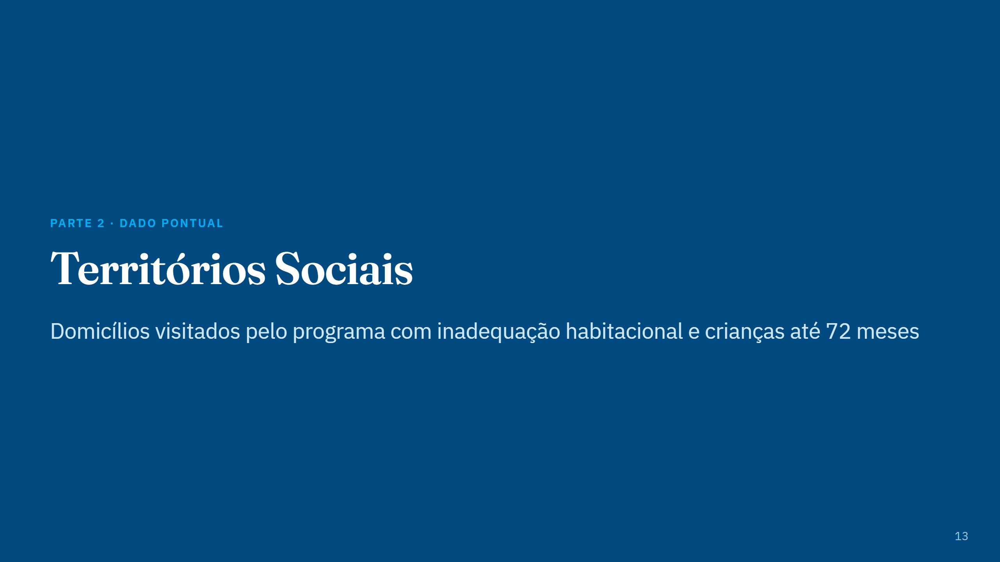 PARTE 2 · DADO PONTUAL
Territórios Sociais
Domicílios visitados pelo programa com inadequação habitacional e crianças até 72 meses
13